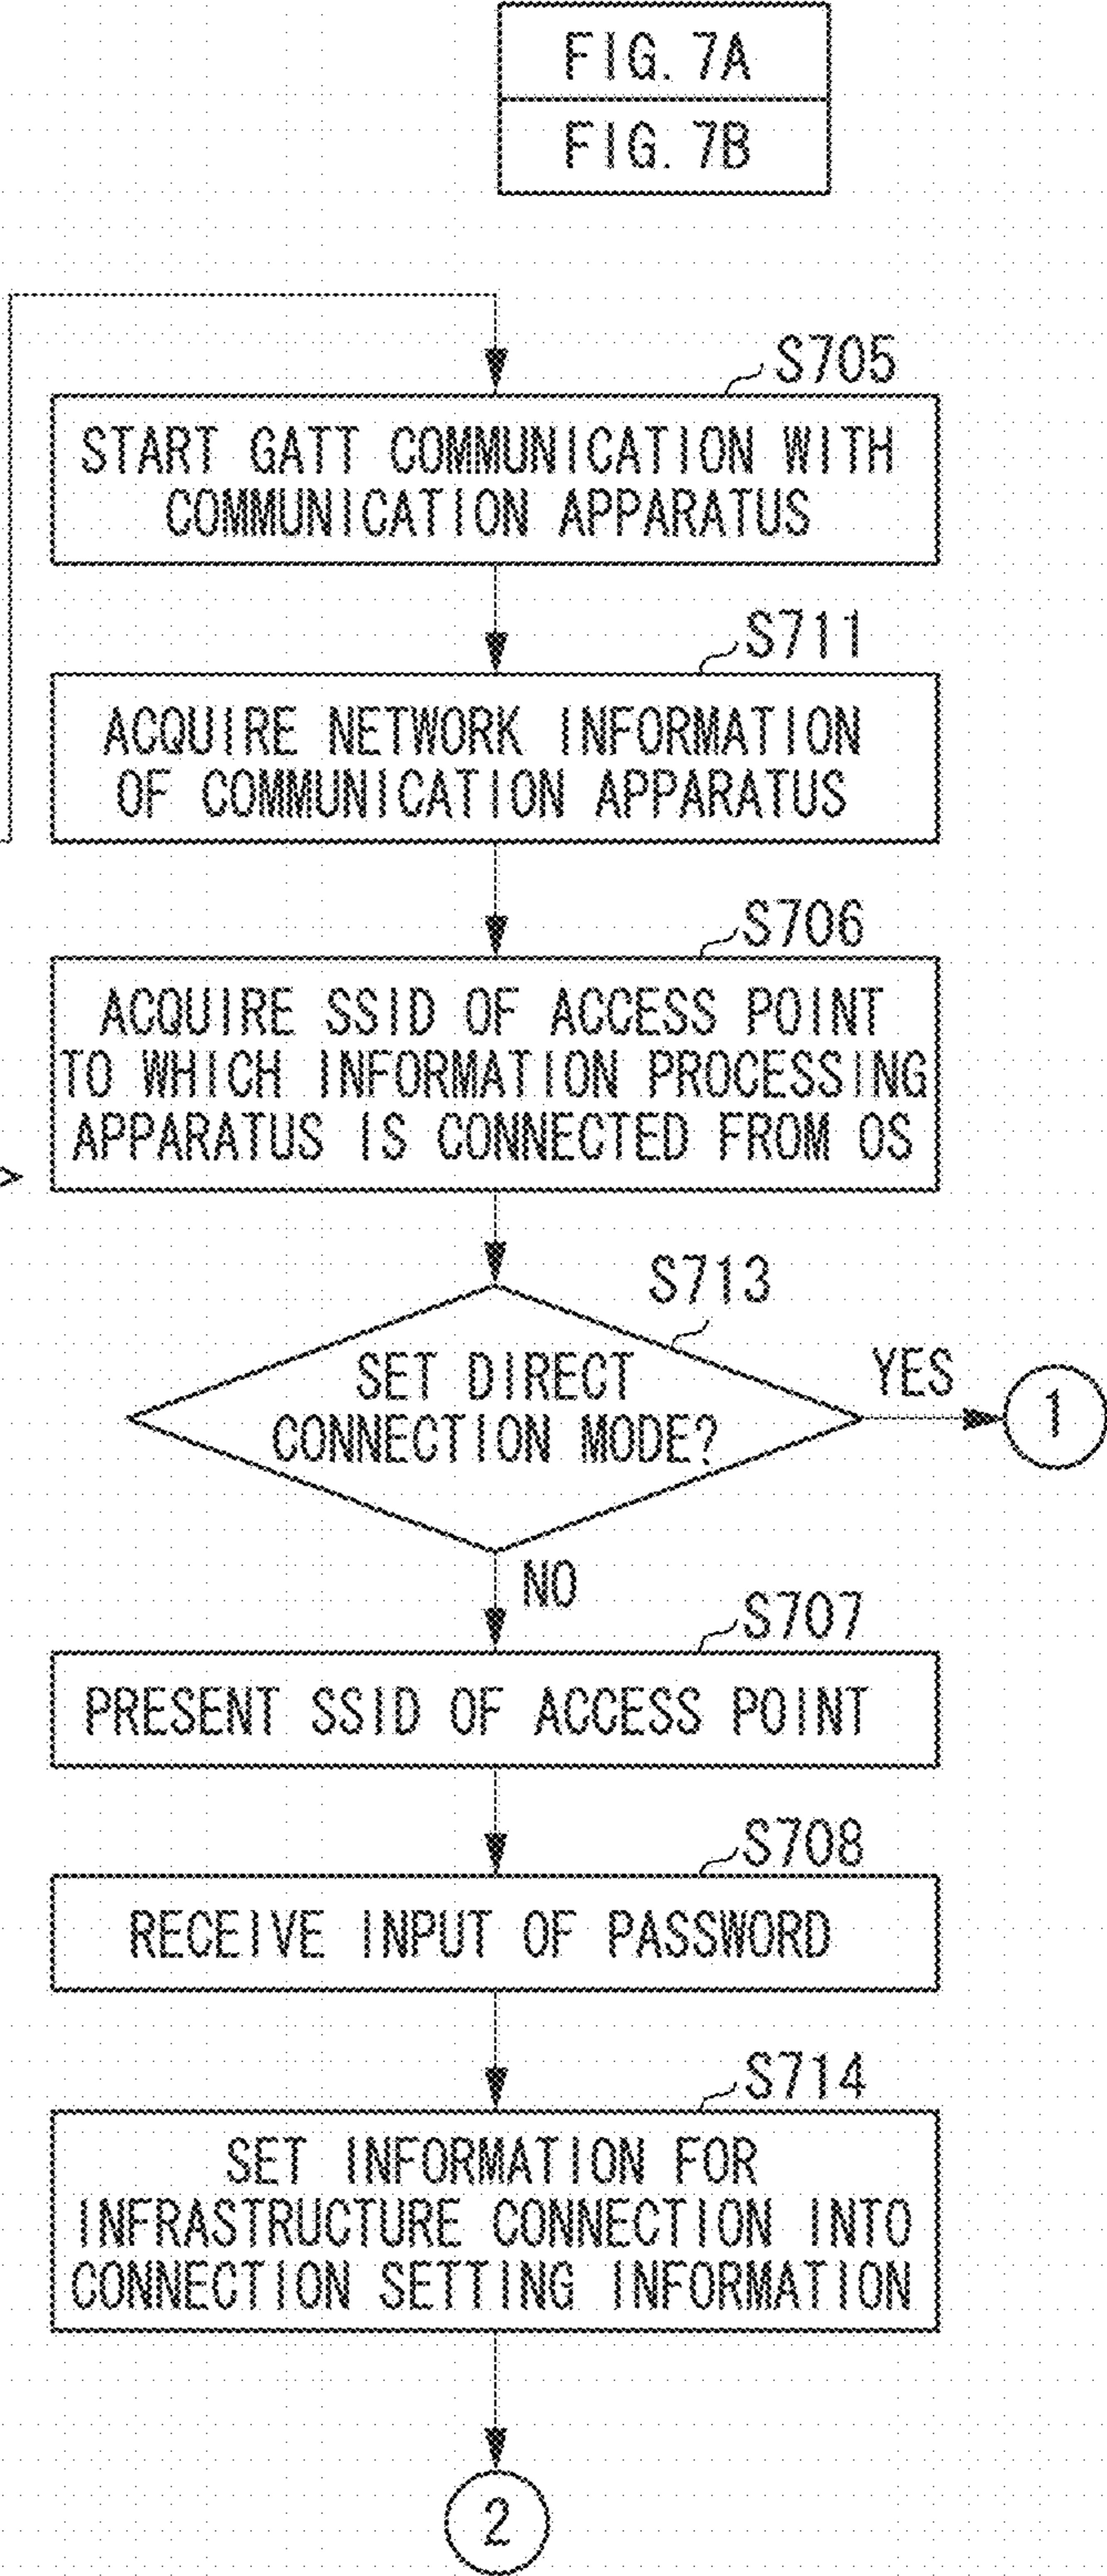 FIG. 7A
FIG. 7B
S705
START GATT COMMUNICATION WITH
COMMUNICATION APPARATUS
S711
ACQUIRE NETWORK INFORMATION
OF COMMUNICATION APPARATUS
S706
ACQUIRE SSID OF ACCESS POINT
TO WHICH INFORMATION PROCESSING
APPARATUS IS CONNECTED FROM OS
S713
SET DIRECT
CONNECTION MODE?
YES
1
NO
S707
PRESENT SSID OF ACCESS POINT
S708
RECEIVE INPUT OF PASSWORD
S714
SET INFORMATION FOR
INFRASTRUCTURE CONNECTION INTO
CONNECTION SETTING INFORMATION
2